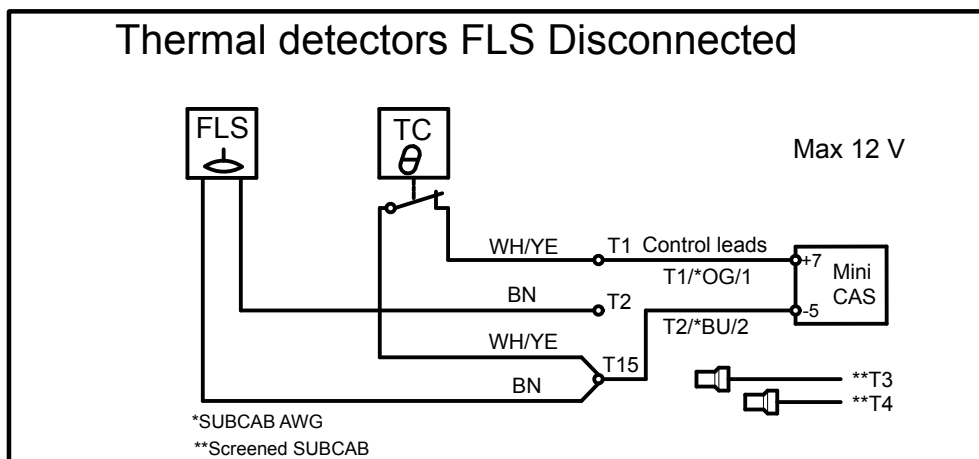 Thermal detectors FLS Disconnected
FLS
TC
Max 12 V
WH/YE
T1
Control leads
+7
Mini
CAS
T1/*OG/1
BN
T2
-5
T2/*BU/2
WH/YE
T15
BN
**T3
**T4
*SUBCAB AWG
**Screened SUBCAB